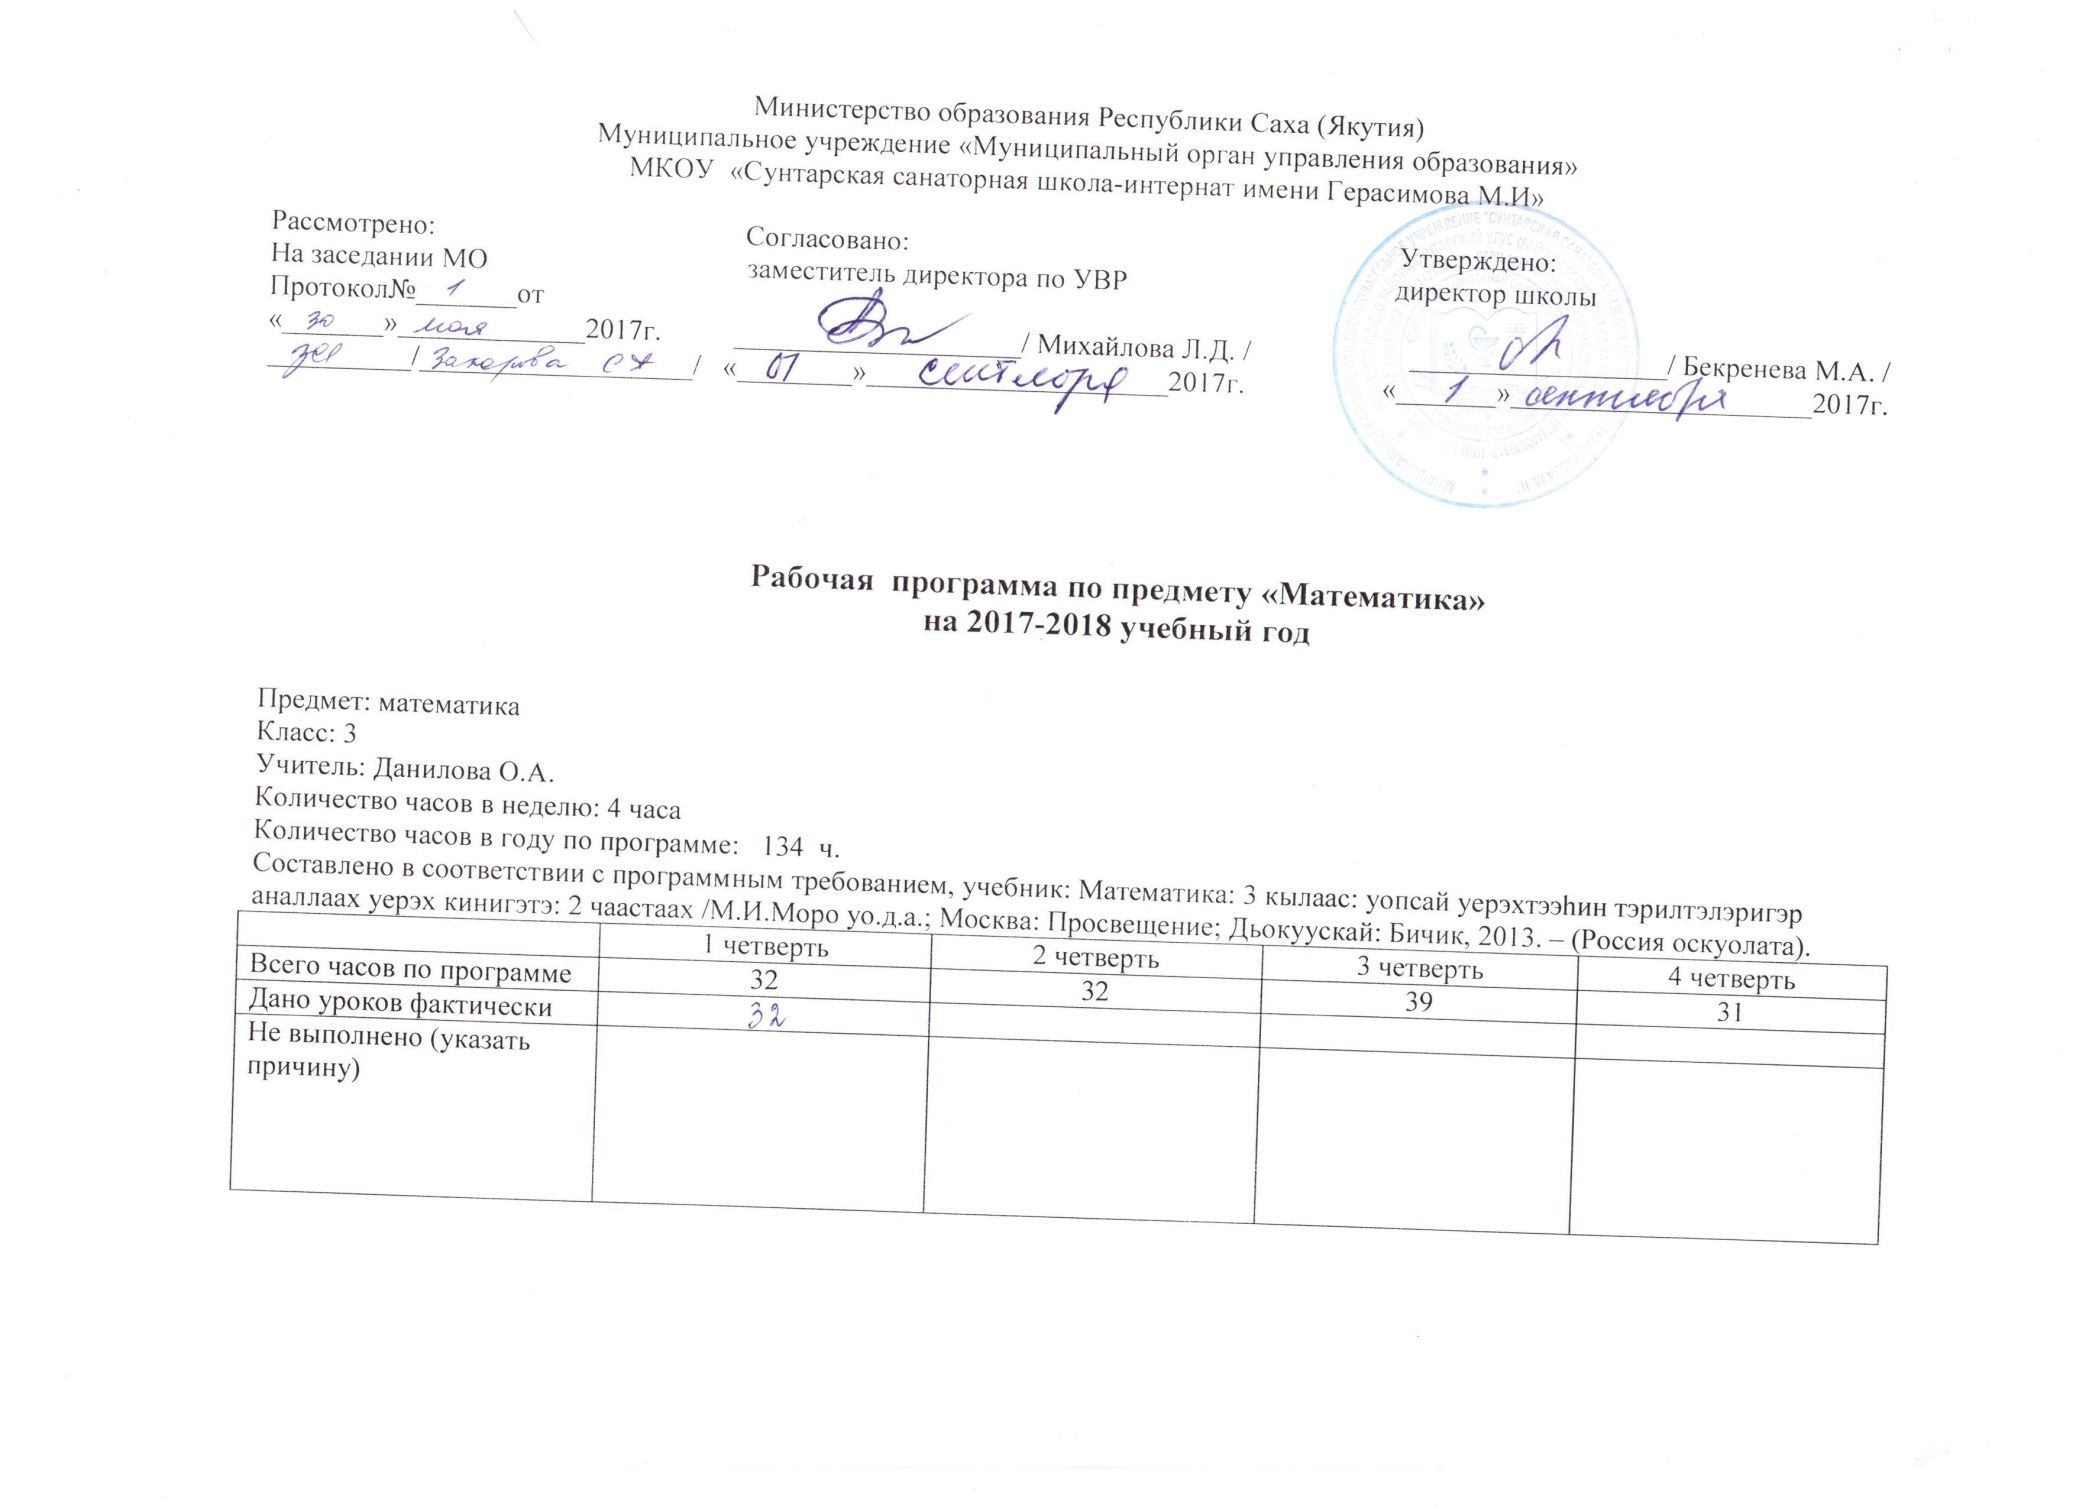 Министерство образования Республики Саха (Якутия)
Муниципальное учреждение «Муниципальный орган управления образования»
МКОУ «Сунтарская санаторная школа-интернат имени Герасимова М.И»
Рассмотрено:
На заседании МО
Протокол№ 1 от
« 30 » мая 2017г.
/ Захарова СА /
Согласовано:
заместитель директора по УВР
/ Михайлова Л.Д. /
« 01 » сентября 2017г.
Утверждено:
директор школы
/ Бекренева М.А. /
« 1 » сентября 2017г.
Рабочая программа по предмету «Математика»
на 2017-2018 учебный год
Предмет: математика
Класс: 3
Учитель: Данилова О.А.
Количество часов в неделю: 4 часа
Количество часов в году по программе: 134 ч.
Составлено в соответствии с программным требованием, учебник: Математика: 3 кылаас: уопсай уерэхтээhин тэрилтэлэригэр
аналлаах уерэх кинигэтэ: 2 чаастаах /М.И.Моро уо.д.а.; Москва: Просвещение; Дьокуускай: Бичик, 2013. – (Россия оскуолата).
1 четверть 2 четверть 3 четверть 4 четверть
Всего часов по программе 32 32 39 31
Дано уроков фактически 32
Не выполнено (указать
причину)